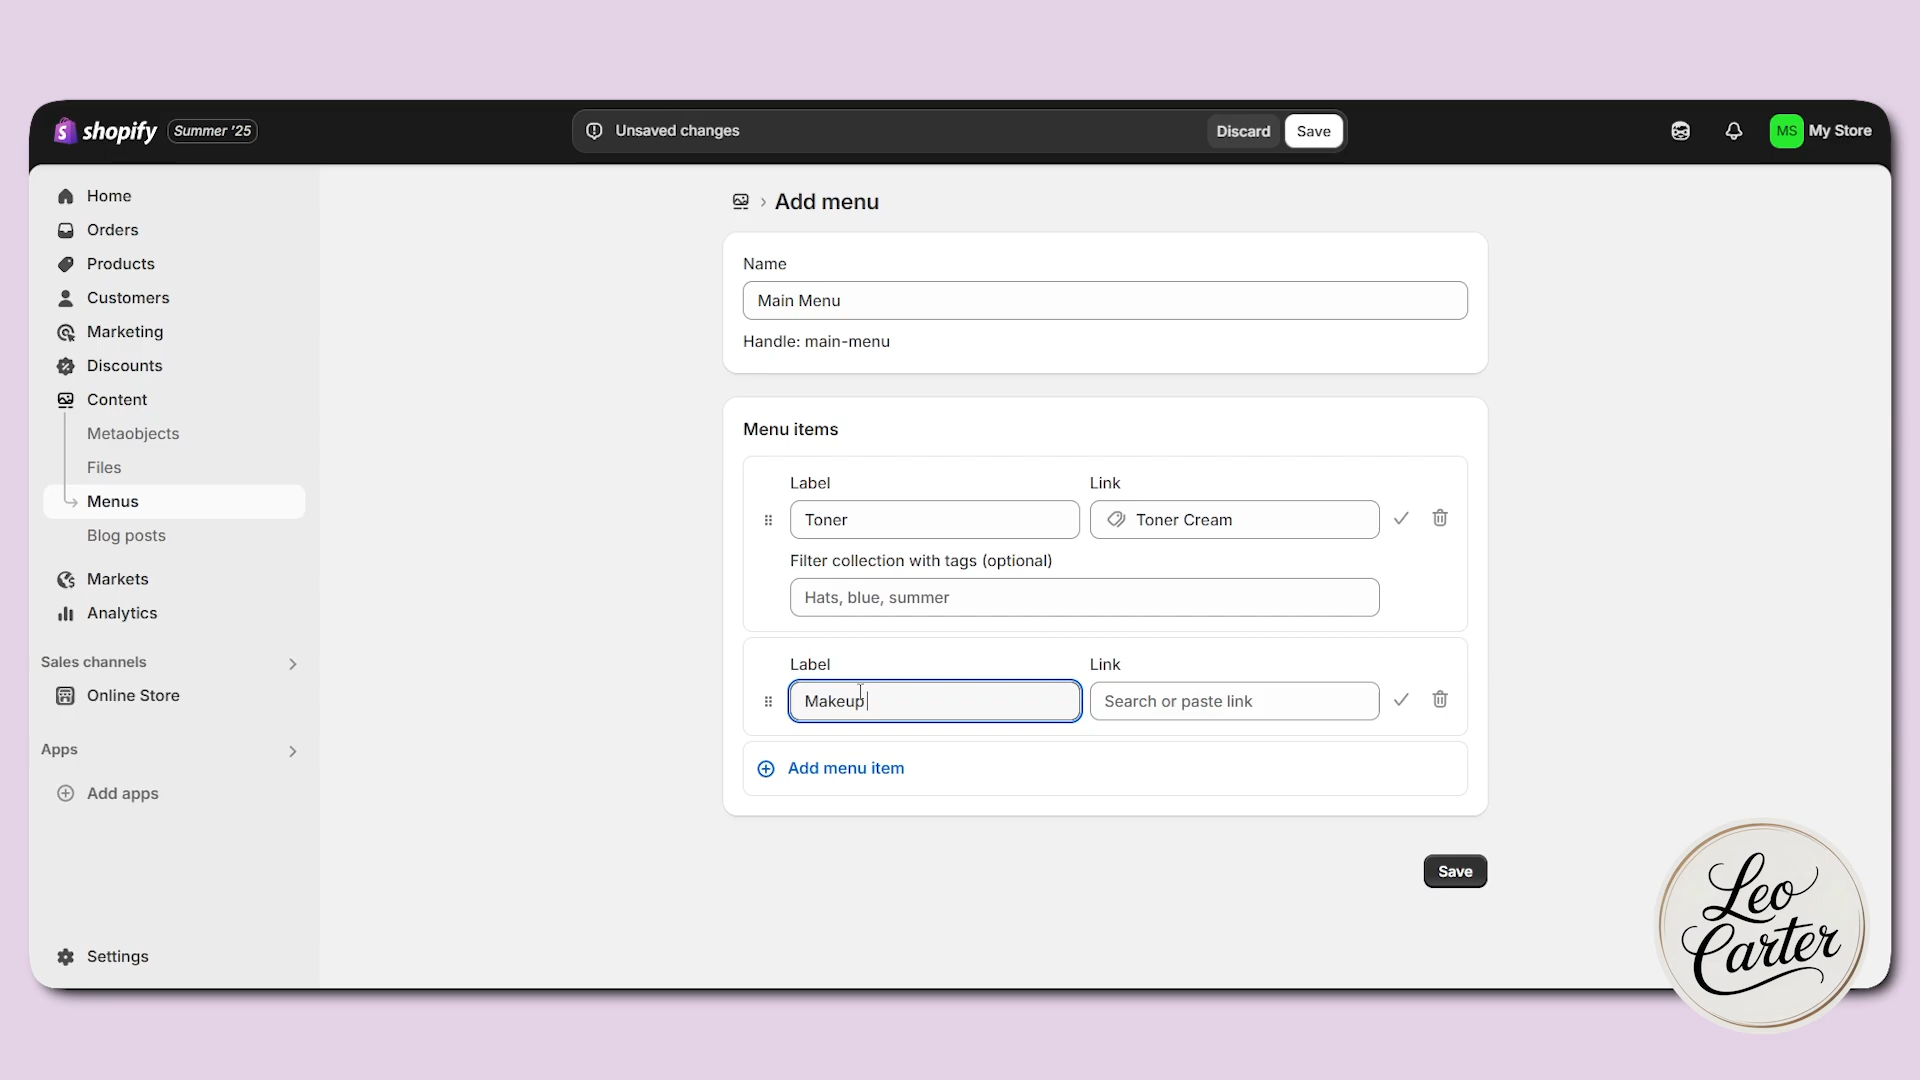 shopify Summer '25
Unsaved changes
Discard
Save
MS My Store
Home
Orders
Products
Customers
Marketing
Discounts
Content
Metaobjects
Files
Menus
Blog posts
Markets
Analytics
Sales channels
Online Store
Apps
Add apps
Settings
Add menu
Name
Main Menu
Handle: main-menu
Menu items
Label Link
Toner Toner Cream
Filter collection with tags (optional)
Hats, blue, summer
Label Link
Makeup Search or paste link
Add menu item
Save
Leo
Carter